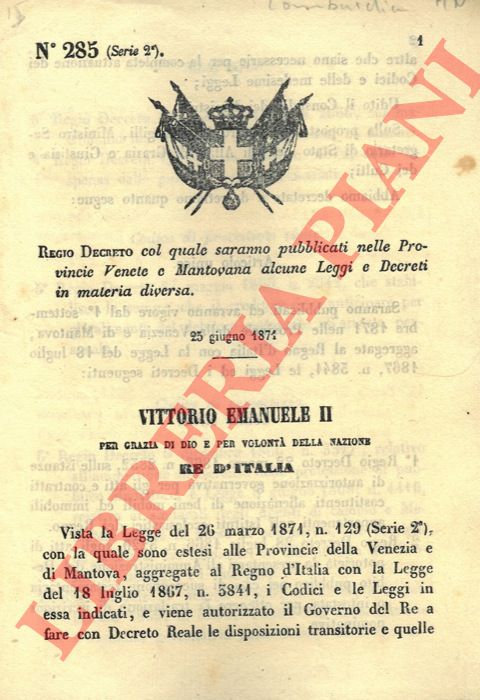 Lombardia MN
N° 285 (Serie 2ª).
1
REGIO DECRETO col quale saranno pubblicati nelle Pro-
vincie Venete e Mantovana alcune Leggi e Decreti
in materia diversa.
25 giugno 1871
VITTORIO EMANUELE II
PER GRAZIA DI DIO E PER VOLONTÀ DELLA NAZIONE
RE D'ITALIA
Vista la Legge del 26 marzo 1871, n. 129 (Serie 2ª),
con la quale sono estesi alle Provincie della Venezia e
di Mantova, aggregate al Regno d'Italia con la Legge
del 18 luglio 1867, n. 3841, i Codici e le Leggi in
essa indicati, e viene autorizzato il Governo del Re a
fare con Decreto Reale le disposizioni transitorie e quelle
LIBRERIA PIANI